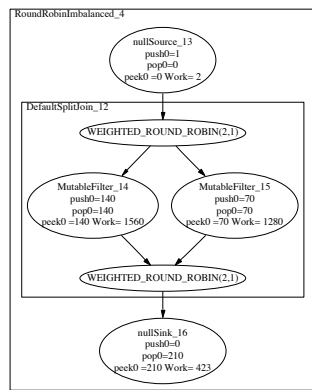 RoundRobinImbalanced_4
nullSource_13
push0=1
pop0=0
peek0 =0 Work= 2
DefaultSplitJoin_12
WEIGHTED_ROUND_ROBIN(2,1)
MutableFilter_14
push0=140
pop0=140
peek0 =140 Work= 1560
MutableFilter_15
push0=70
pop0=70
peek0 =70 Work= 1280
WEIGHTED_ROUND_ROBIN(2,1)
nullSink_16
push0=0
pop0=210
peek0 =210 Work= 423